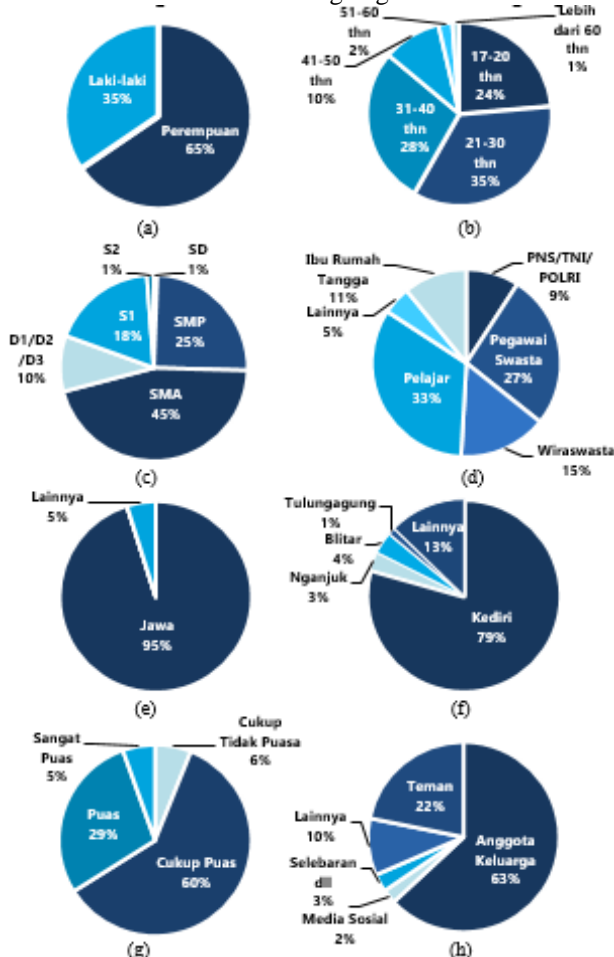 Laki-laki
35%
Perempuan
65%
(a)
51-60
thn
2%
Lebih
dari 60
thn
1%
41-50
thn
10%
17-20
thn
24%
31-40
thn
28%
21-30
thn
35%
(b)
S2
1%
SD
1%
S1
18%
SMP
25%
D1/D2
/D3
10%
SMA
45%
(c)
Ibu Rumah
Tangga
11%
PNS/TNI/
POLRI
9%
Lainnya
5%
Pegawai
Swasta
27%
Pelajar
33%
Wiraswasta
15%
(d)
Lainnya
5%
Jawa
95%
(e)
Tulungagung
1%
Lainnya
13%
Blitar
4%
Nganjuk
3%
Kediri
79%
(f)
Sangat
Puas
5%
Cukup
Tidak Puasa
6%
Puas
29%
Cukup Puas
60%
(g)
Teman
22%
Lainnya
10%
Anggota
Keluarga
63%
Selebaran
dll
3%
Media Sosial
2%
(h)